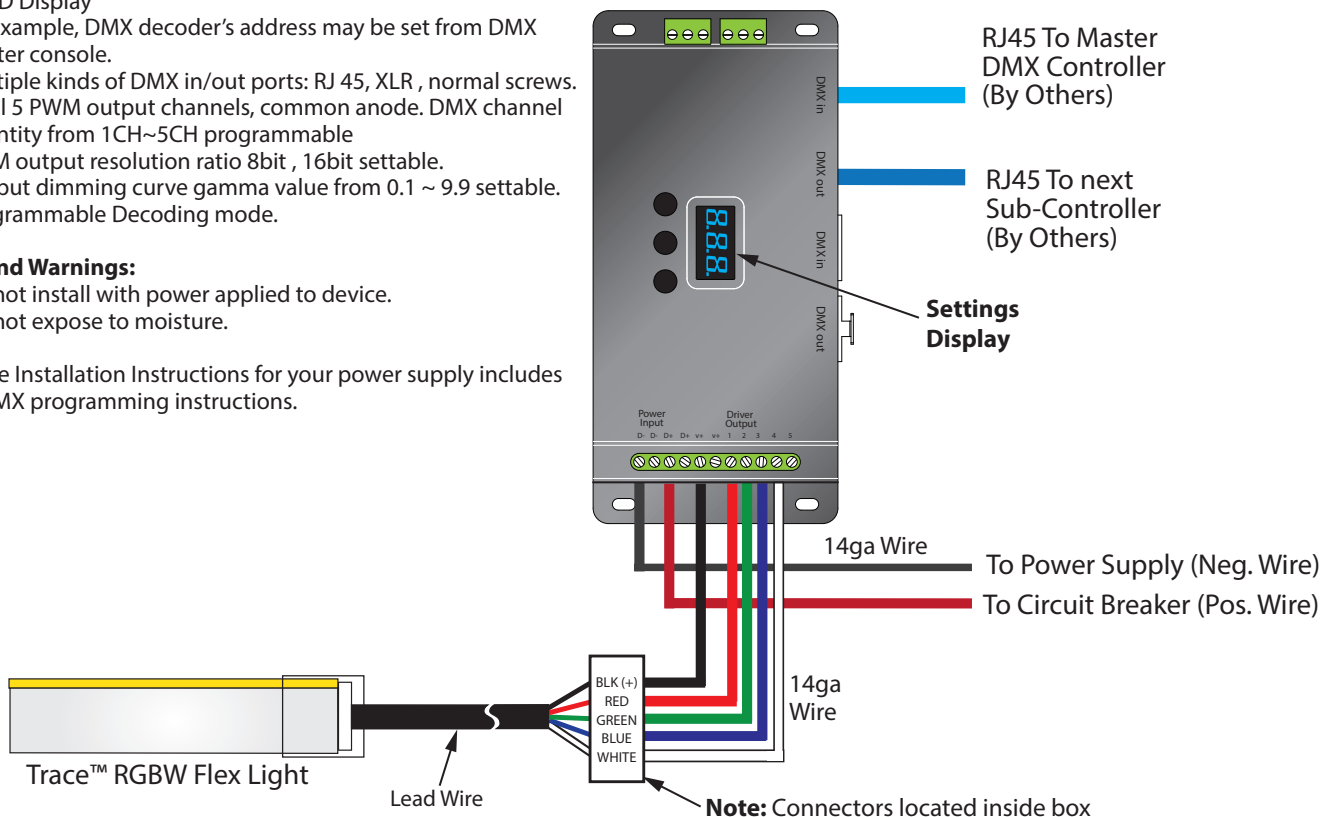 D Display
xample, DMX decoder's address may be set from DMX
ter console.
tiple kinds of DMX in/out ports: RJ 45, XLR , normal screws.
l 5 PWM output channels, common anode. DMX channel
ntity from 1CH~5CH programmable
M output resolution ratio 8bit , 16bit settable.
put dimming curve gamma value from 0.1 ~ 9.9 settable.
grammable Decoding mode.
nd Warnings:
not install with power applied to device.
not expose to moisture.
e Installation Instructions for your power supply includes
MX programming instructions.
DMX in
DMX out
DMX in
DMX out
8.8.8.
RJ45 To Master
DMX Controller
(By Others)
RJ45 To next
Sub-Controller
(By Others)
Settings
Display
Power
Input
Driver
Output
D- D- D+ D+ v+ v+ 1 2 3 4 5
14ga Wire
To Power Supply (Neg. Wire)
To Circuit Breaker (Pos. Wire)
BLK (+)
RED
GREEN
BLUE
WHITE
14ga
Wire
Trace™ RGBW Flex Light
Lead Wire
Note: Connectors located inside box